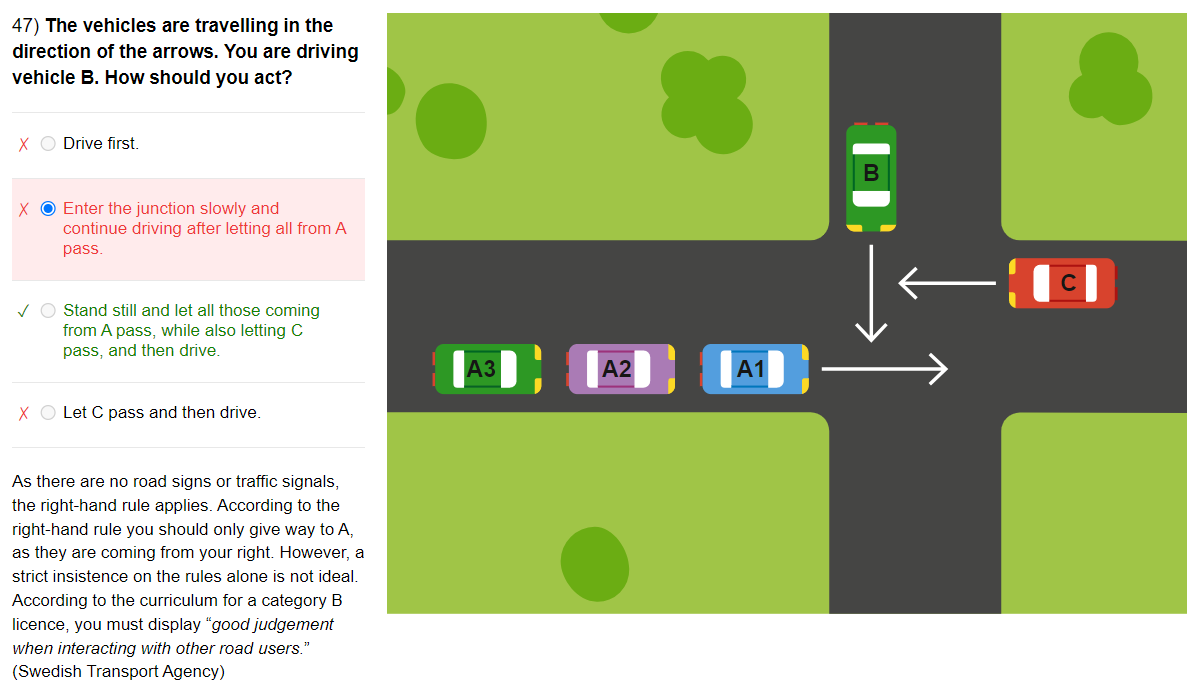 47) The vehicles are travelling in the
direction of the arrows. You are driving
vehicle B. How should you act?
Drive first.
Enter the junction slowly and
continue driving after letting all from A
pass.
Stand still and let all those coming
from A pass, while also letting C
pass, and then drive.
Let C pass and then drive.
As there are no road signs or traffic signals,
the right-hand rule applies. According to the
right-hand rule you should only give way to A,
as they are coming from your right. However, a
strict insistence on the rules alone is not ideal.
According to the curriculum for a category B
licence, you must display “good judgement
when interacting with other road users.”
(Swedish Transport Agency)
B
C
A3 A2 A1